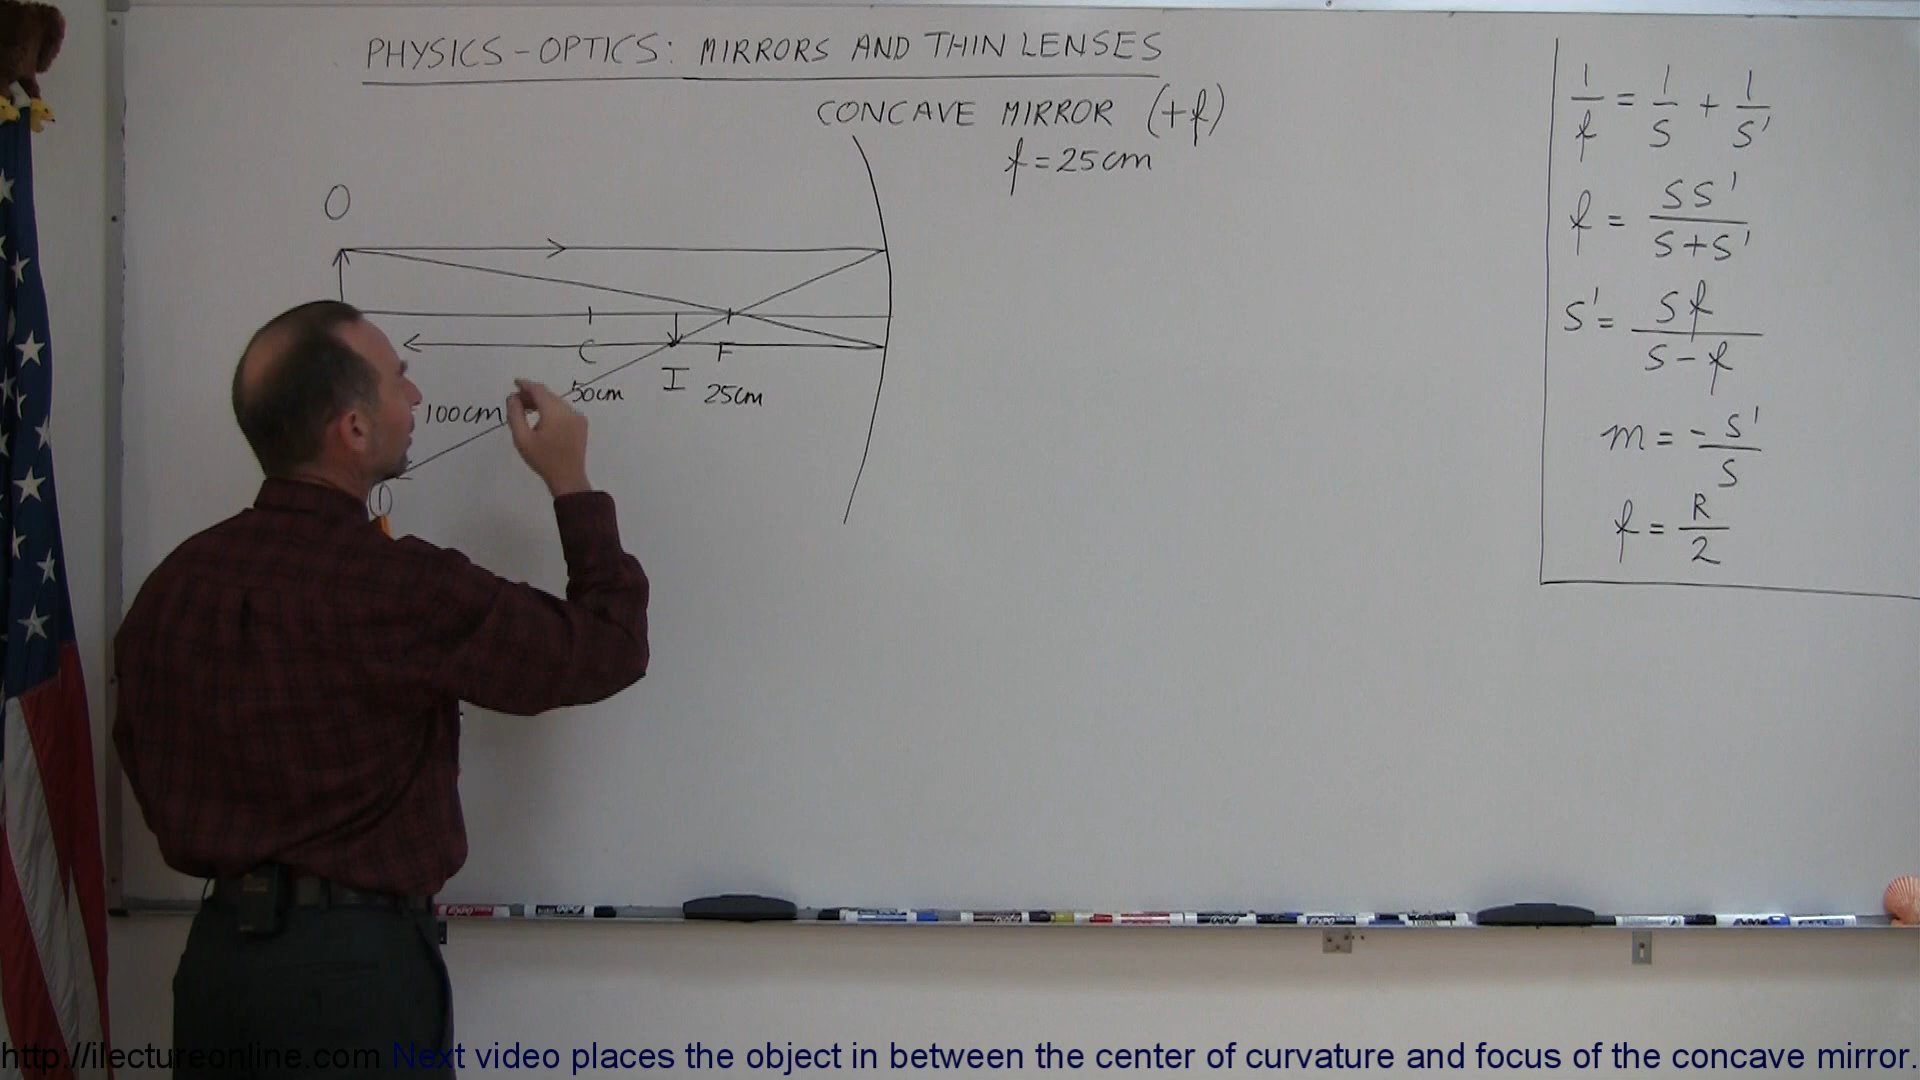 PHYSICS-OPTICS: MIRRORS AND THIN LENSES
CONCAVE MIRROR (+f)
f = 25cm
O
C
F
I
50cm
25cm
100cm
1/f = 1/S + 1/S'
f = SS'/S+S'
S' = Sf/S-f
m = -S'/S
f = R/2
http://ilectureonline.com Next video places the object in between the center of curvature and focus of the concave mirror.